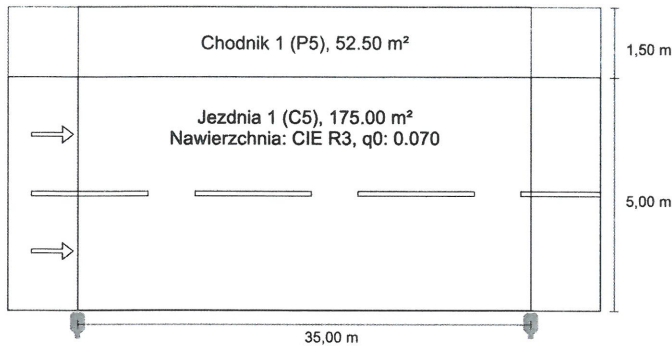 Chodnik 1 (P5), 52.50 m²
1,50 m
Jezdnia 1 (C5), 175.00 m²
Nawierzchnia: CIE R3, q0: 0.070
5,00 m
35,00 m